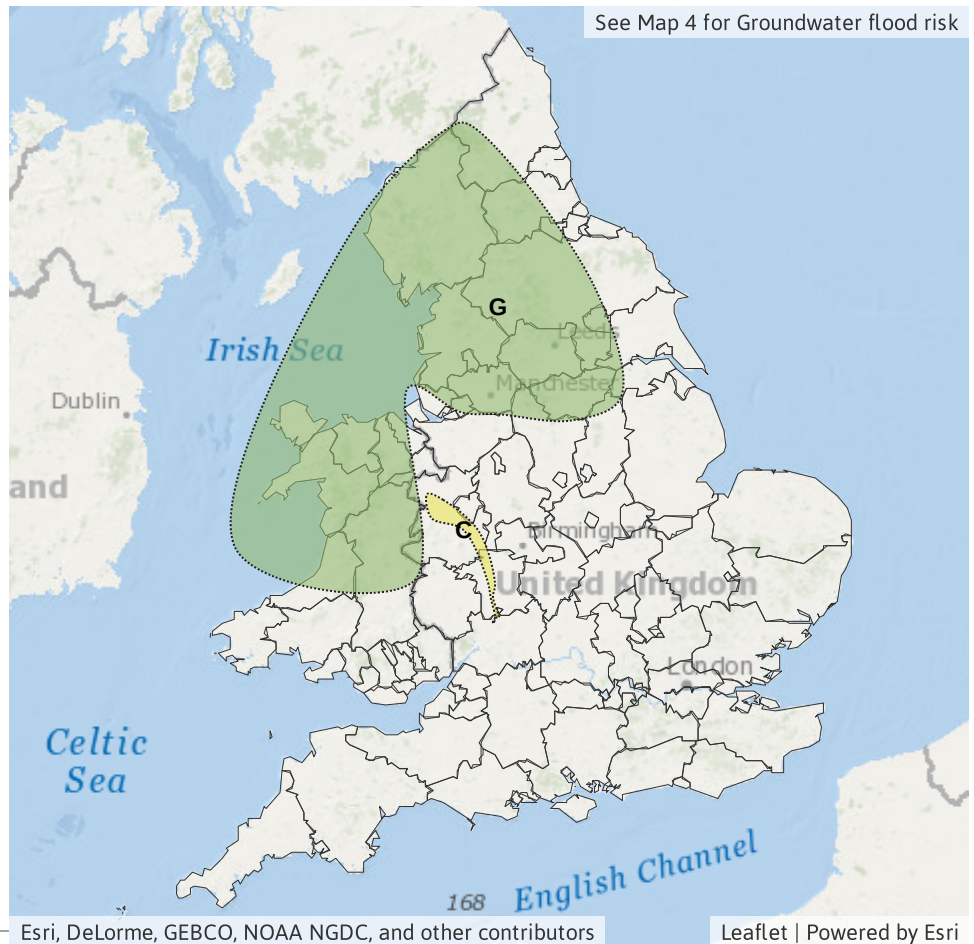 See Map 4 for Groundwater flood risk
G
Leeds
Irish Sea
Manchester
Dublin
and
C
Birmingham
United Kingdom
London
Celtic
Sea
English Channel
168
Esri, DeLorme, GEBCO, NOAA NGDC, and other contributors
Leaflet | Powered by Esri